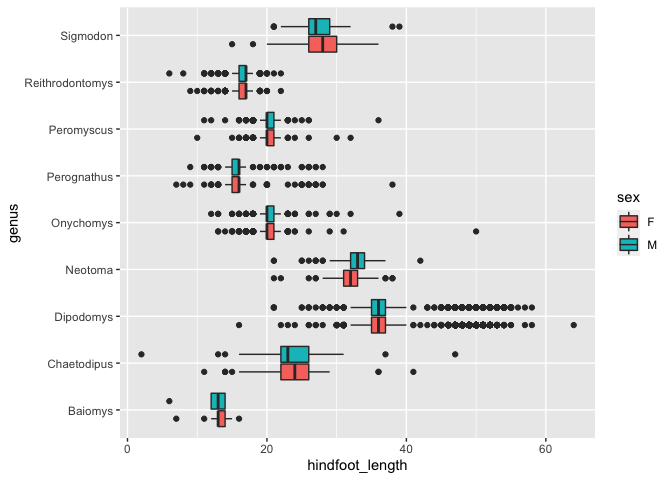 genus
Sigmodon
Reithrodontomys
Peromyscus
Perognathus
Onychomys
Neotoma
Dipodomys
Chaetodipus
Baiomys
0 20 40 60
hindfoot_length
sex
F
M